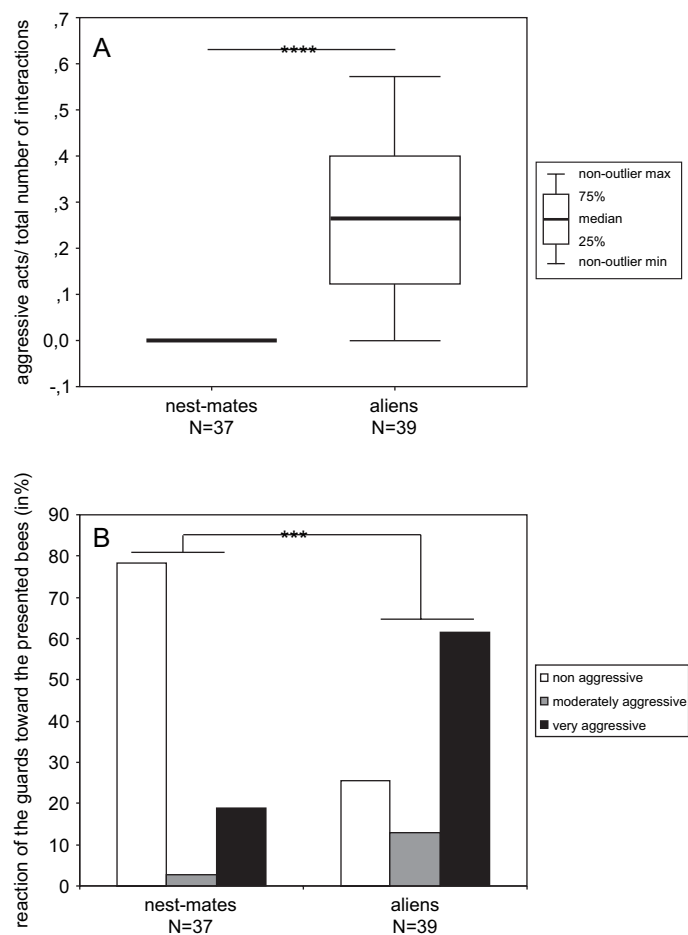 A
****
aggressive acts/ total number of interactions
,7
,6
,5
,4
,3
,2
,1
0,0
-,1
nest-mates
N=37
aliens
N=39
non-outlier max
75%
median
25%
non-outlier min
B
***
reaction of the guards toward the presented bees (in%)
90
80
70
60
50
40
30
20
10
0
nest-mates
N=37
aliens
N=39
non aggressive
moderately aggressive
very aggressive